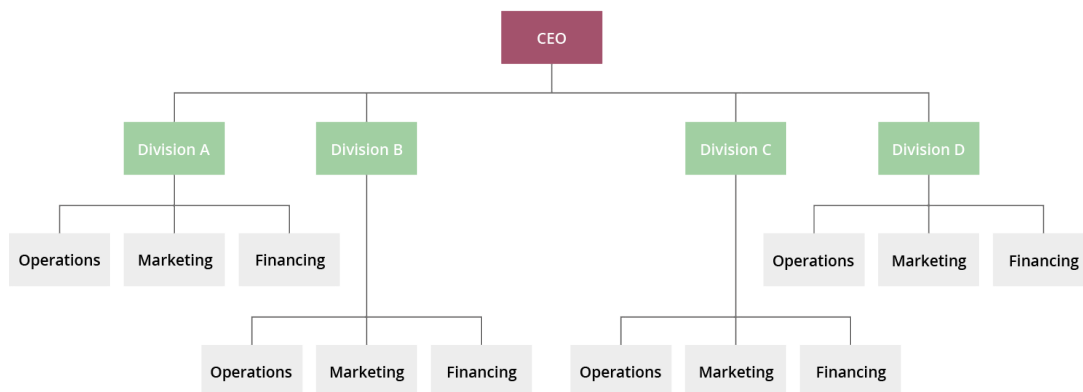 CEO
Division A
Division B
Division C
Division D
Operations
Marketing
Financing
Operations
Marketing
Financing
Operations
Marketing
Financing
Operations
Marketing
Financing